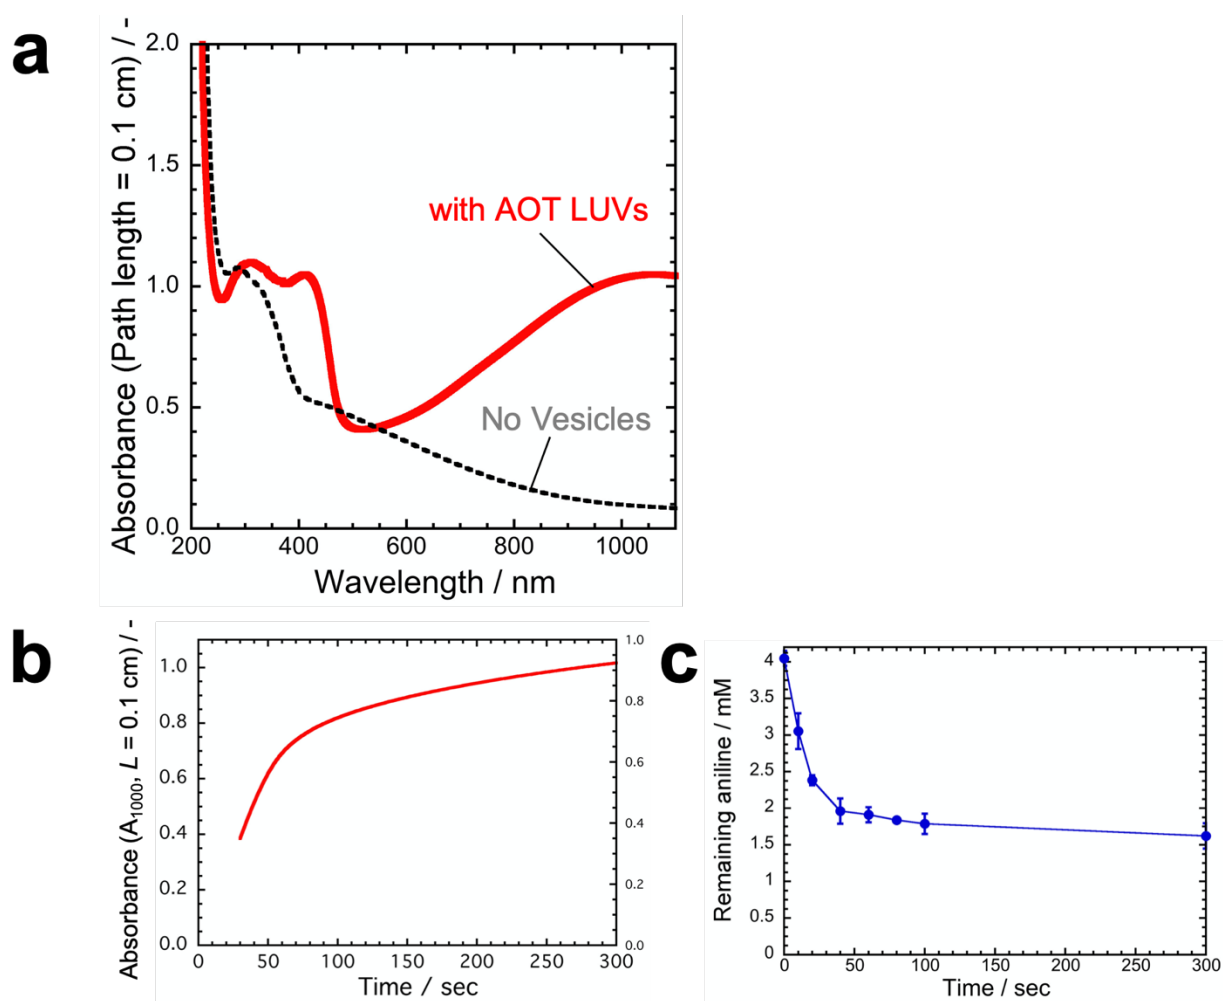 a
Absorbance (Path length = 0.1 cm) / -
2.0
1.5
1.0
0.5
0.0
with AOT LUVs
No Vesicles
200 400 600 800 1000
Wavelength / nm
b
Absorbance (A1000, L = 0.1 cm) / -
1.0
0.8
0.6
0.4
0.2
0.0
1.0
0.8
0.6
0.4
0.2
0.0
0 50 100 150 200 250 300
Time / sec
c
Remaining aniline / mM
4
3.5
3
2.5
2
1.5
1
0.5
0
0 50 100 150 200 250 300
Time / sec